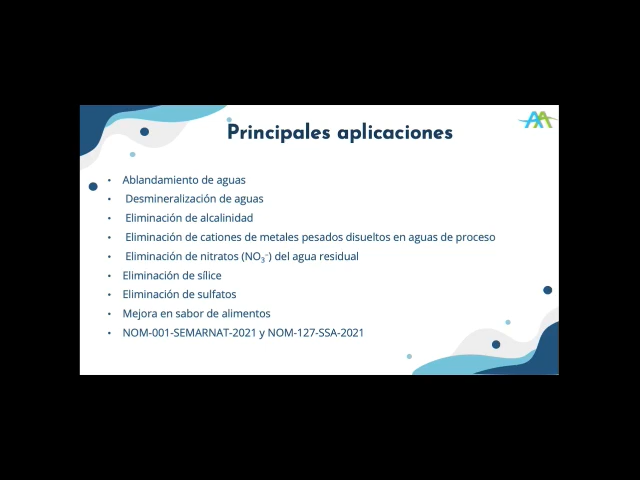 Principales aplicaciones
AA
• Ablandamiento de aguas
• Desmineralización de aguas
• Eliminación de alcalinidad
• Eliminación de cationes de metales pesados disueltos en aguas de proceso
• Eliminación de nitratos (NO₃⁻) del agua residual
• Eliminación de sílice
• Eliminación de sulfatos
• Mejora en sabor de alimentos
• NOM-001-SEMARNAT-2021 y NOM-127-SSA-2021